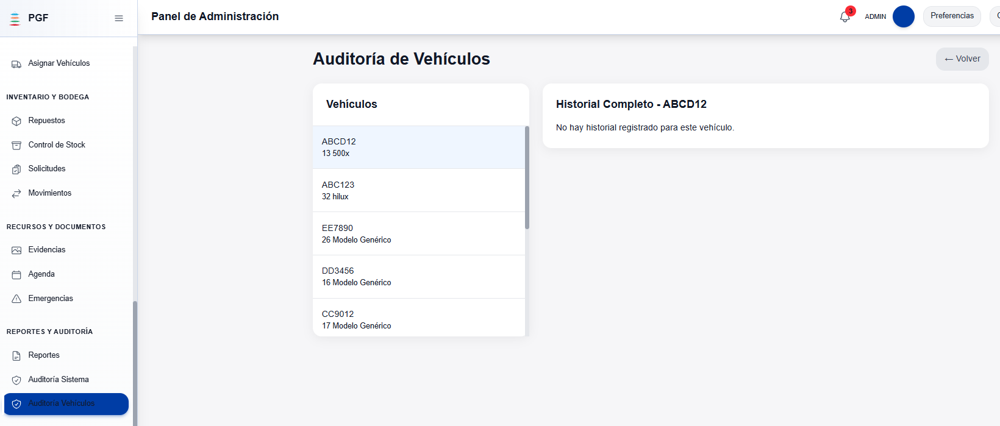 PGF
Panel de Administración
3
ADMIN
Preferencias
Asignar Vehículos
INVENTARIO Y BODEGA
Repuestos
Control de Stock
Solicitudes
Movimientos
RECURSOS Y DOCUMENTOS
Evidencias
Agenda
Emergencias
REPORTES Y AUDITORÍA
Reportes
Auditoría Sistema
Auditoría Vehículos
Auditoría de Vehículos
← Volver
Vehículos
ABCD12
13 500x
ABC123
32 hilux
EE7890
26 Modelo Genérico
DD3456
16 Modelo Genérico
CC9012
17 Modelo Genérico
Historial Completo - ABCD12
No hay historial registrado para este vehículo.